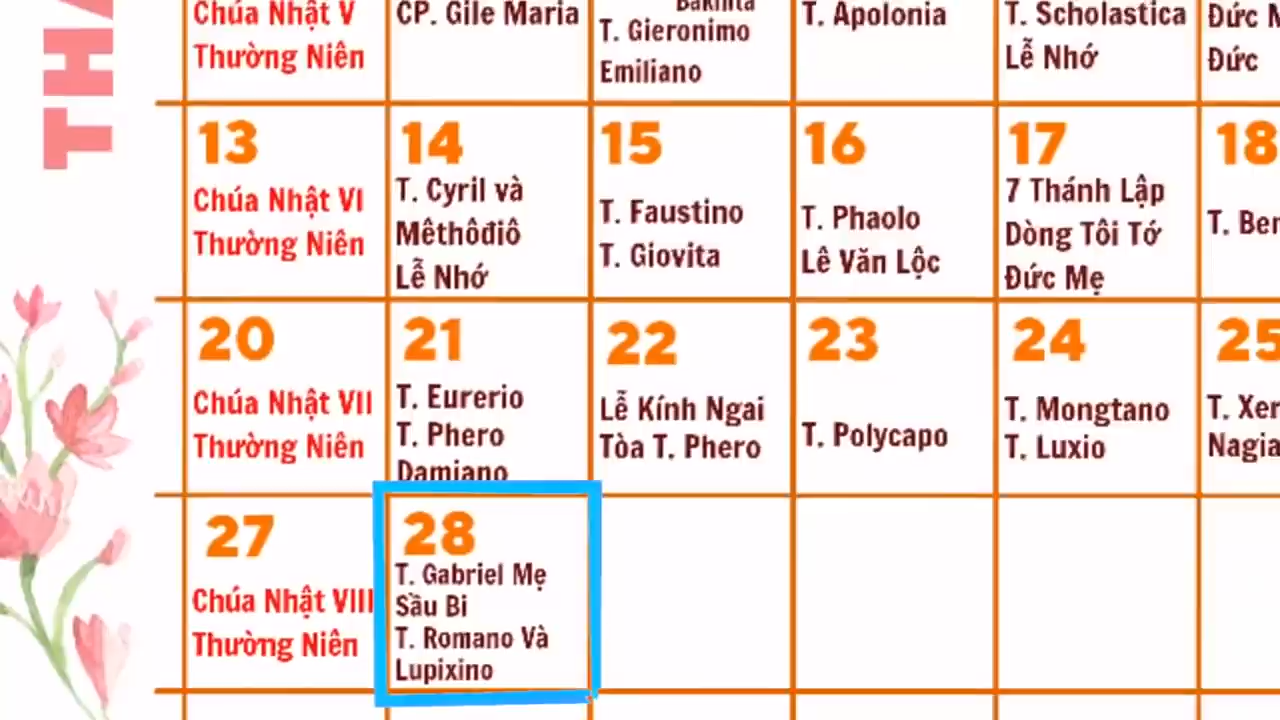 Chúa Nhật V
Thường Niên
CP. Gile Maria
Bakhita
T. Gieronimo
Emiliano
T. Apolonia
T. Scholastica
Lễ Nhớ
Đức
Đức
13
Chúa Nhật VI
Thường Niên
14
T. Cyril và
Mêthôđiô
Lễ Nhớ
15
T. Faustino
T. Giovita
16
T. Phaolo
Lê Văn Lộc
17
7 Thánh Lập
Dòng Tôi Tớ
Đức Mẹ
18
T.
20
Chúa Nhật VII
Thường Niên
21
T. Eurerio
T. Phero
Damiano
22
Lễ Kính Ngai
Tòa T. Phero
23
T. Polycapo
24
T. Mongtano
T. Luxio
25
T.
27
Chúa Nhật VIII
Thường Niên
28
T. Gabriel Mẹ
Sầu Bi
T. Romano Và
Lupixino